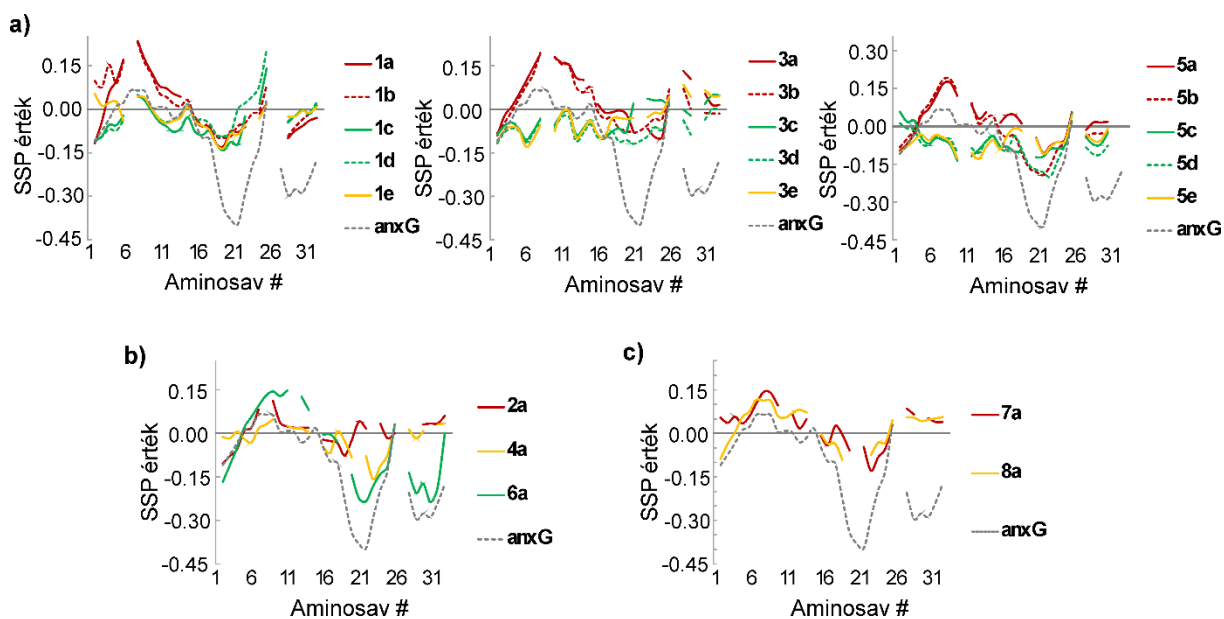 a)
SSP érték
0.15
0.00
-0.15
-0.30
-0.45
1 6 11 16 21 26 31
Aminosav #
1a
1b
1c
1d
1e
anxG
SSP érték
0.15
0.00
-0.15
-0.30
-0.45
1 6 11 16 21 26 31
Aminosav #
3a
3b
3c
3d
3e
anxG
SSP érték
0.30
0.15
0.00
-0.15
-0.30
-0.45
1 6 11 16 21 26 31
Aminosav #
5a
5b
5c
5d
5e
anxG
b)
SSP érték
0.15
0.00
-0.15
-0.30
-0.45
1 6 11 16 21 26 31
Aminosav #
2a
4a
6a
anxG
c)
SSP érték
0.15
0.00
-0.15
-0.30
-0.45
1 6 11 16 21 26 31
Aminosav #
7a
8a
anxG